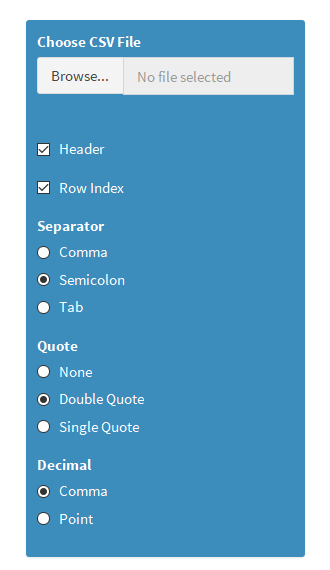 Choose CSV File
Browse... No file selected
Header
Row Index
Separator
Comma
Semicolon
Tab
Quote
None
Double Quote
Single Quote
Decimal
Comma
Point